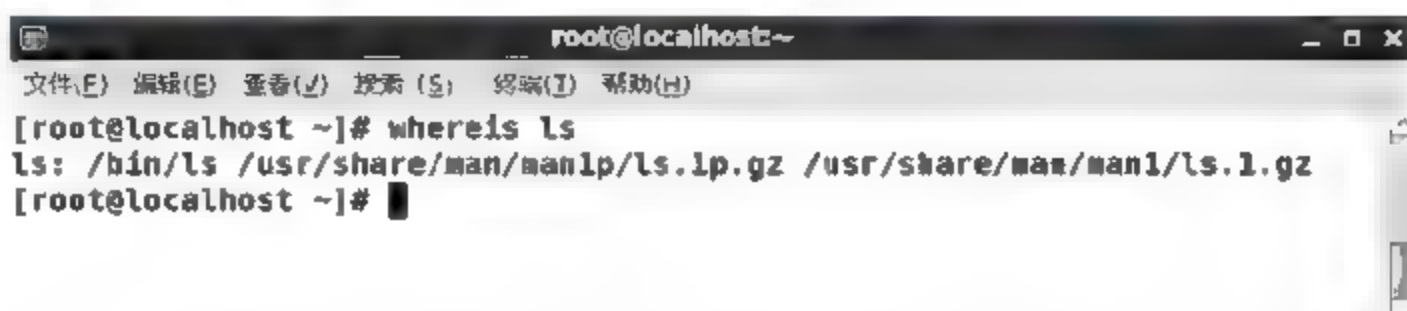 root@localhost:~
文件(F) 编辑(E) 查看(V) 搜索 (S) 终端(T) 帮助(H)
[root@localhost ~]# whereis ls
ls: /bin/ls /usr/share/man/man1p/ls.1p.gz /usr/share/man/man1/ls.1.gz
[root@localhost ~]#